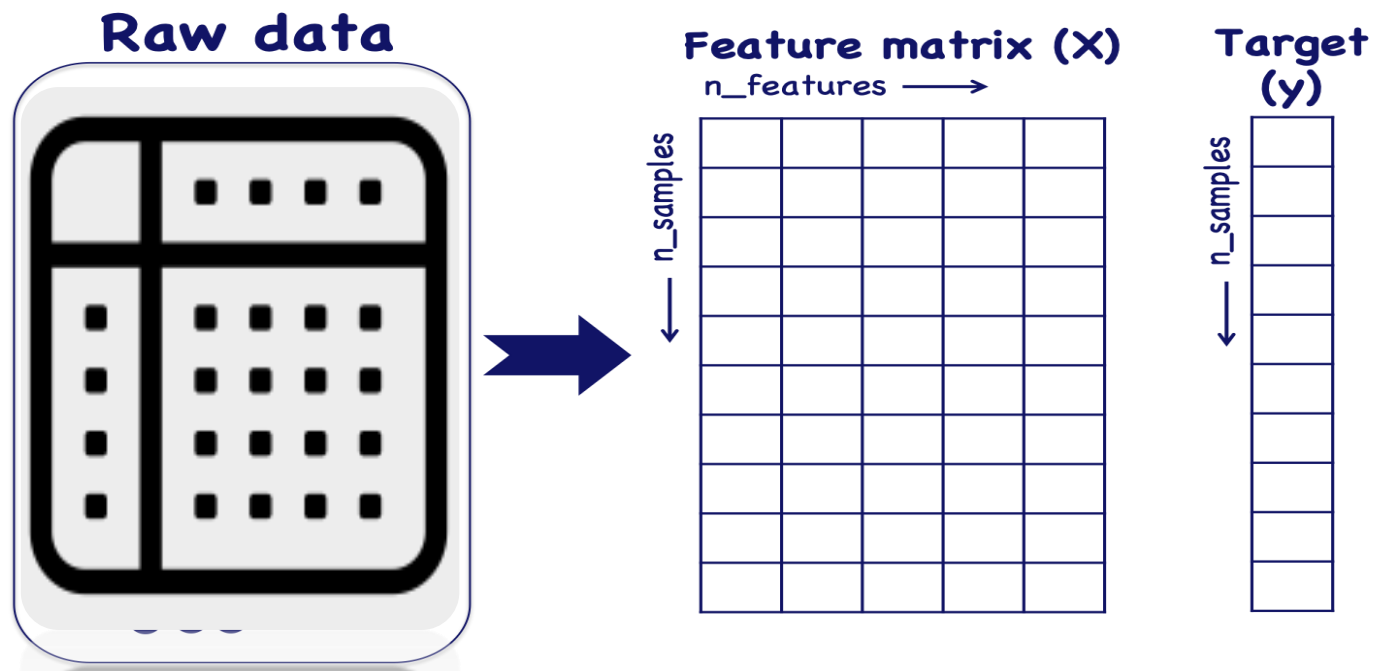 Raw data
Feature matrix (X)
n_features
n_samples
Target
(y)
n_samples